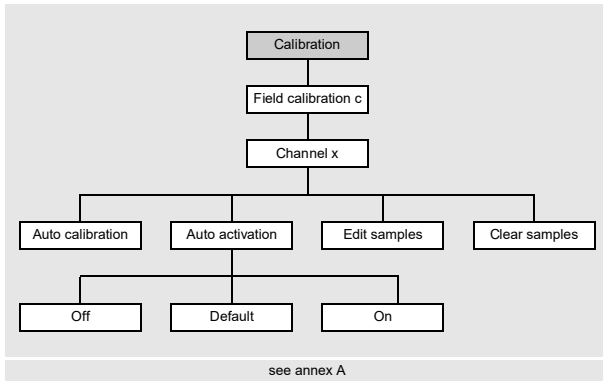 Calibration
Field calibration c
Channel x
Auto calibration
Auto activation
Edit samples
Clear samples
Off
Default
On
see annex A